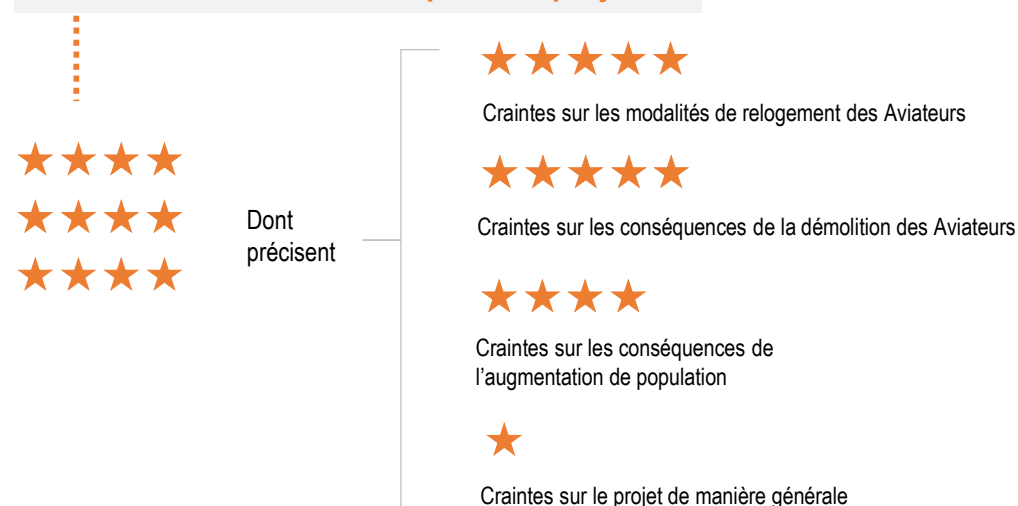 Dont
précisent
Craintes sur les modalités de relogement des Aviateurs
Craintes sur les conséquences de la démolition des Aviateurs
Craintes sur les conséquences de
l’augmentation de population
Craintes sur le projet de manière générale